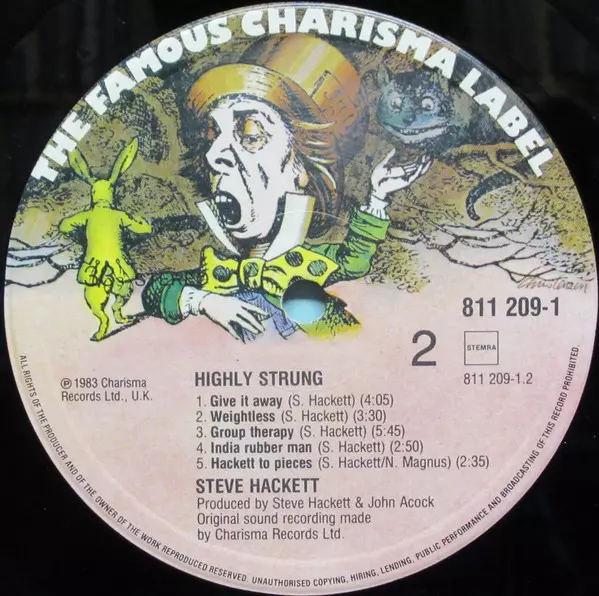 THE FAMOUS CHARISMA LABEL
811 209-1
2
STEMRA
811 209-1.2
℗ 1983 Charisma
Records Ltd., U.K.
HIGHLY STRUNG
1. Give it away (S. Hackett) (4:05)
2. Weightless (S. Hackett) (3:30)
3. Group therapy (S. Hackett) (5:45)
4. India rubber man (S. Hackett) (2:50)
5. Hackett to pieces (S. Hackett/N. Magnus) (2:35)
STEVE HACKETT
Produced by Steve Hackett & John Acock
Original sound recording made
by Charisma Records Ltd.
ALL RIGHTS OF THE PRODUCER AND OF THE OWNER OF THE WORK REPRODUCED RESERVED. UNAUTHORISED COPYING, HIRING, LENDING, PUBLIC PERFORMANCE AND BROADCASTING OF THIS RECORD PROHIBITED.